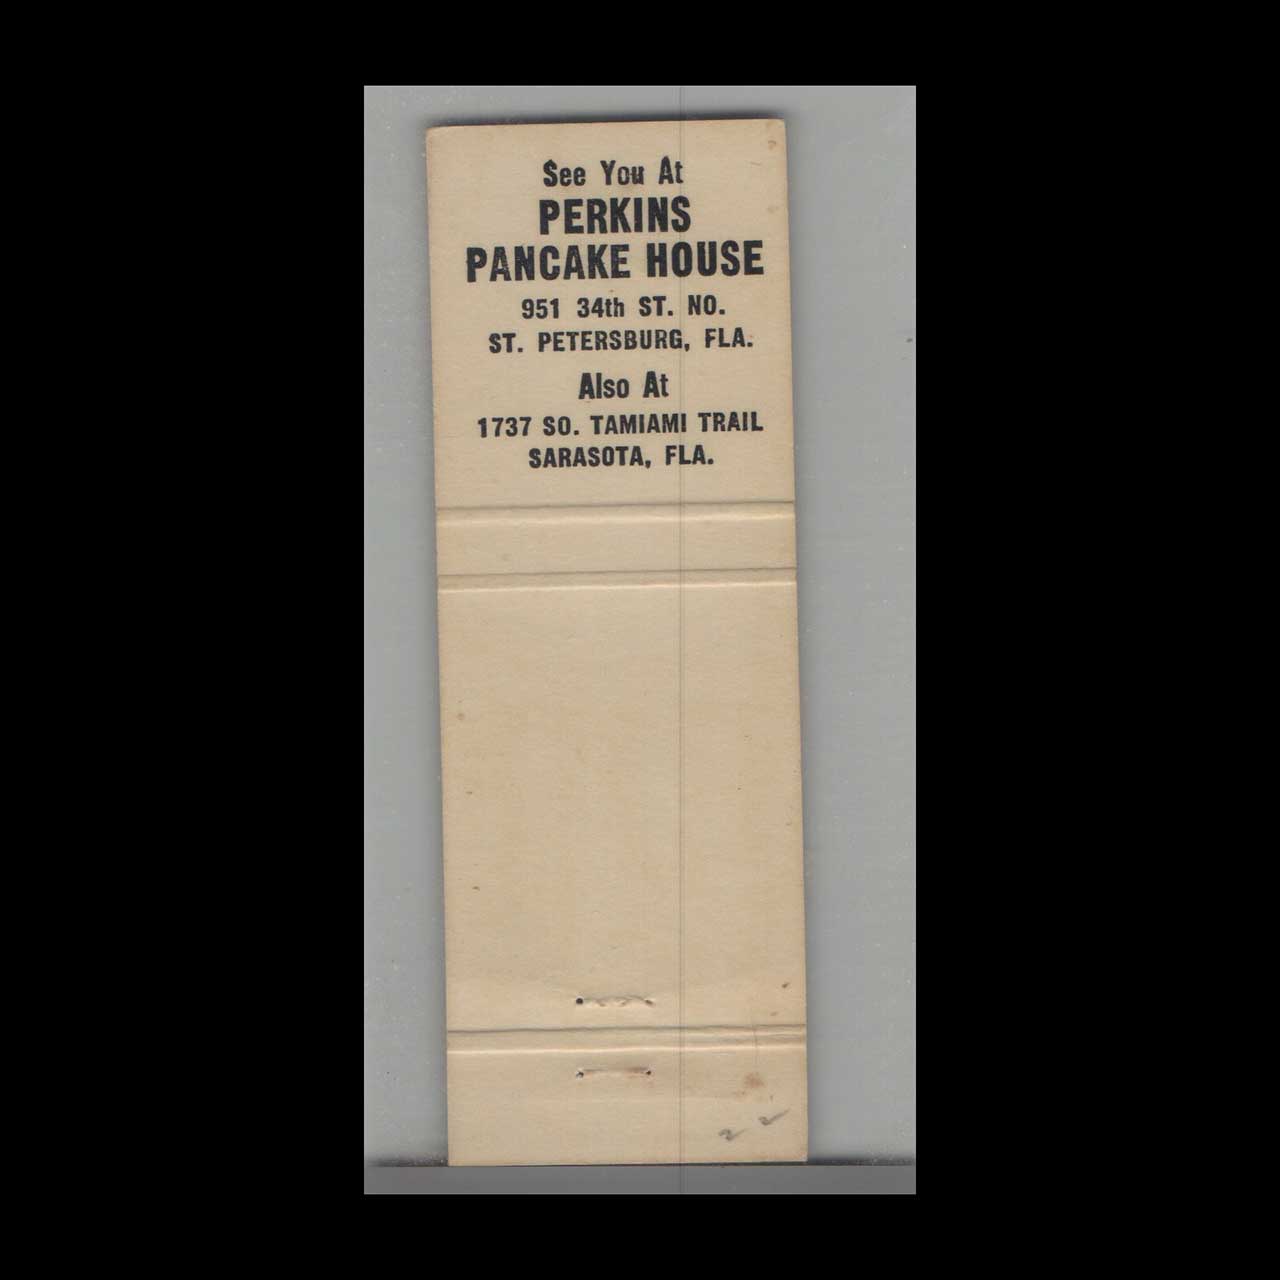 See You At
PERKINS
PANCAKE HOUSE
951 34th ST. NO.
ST. PETERSBURG, FLA.
Also At
1737 SO. TAMIAMI TRAIL
SARASOTA, FLA.